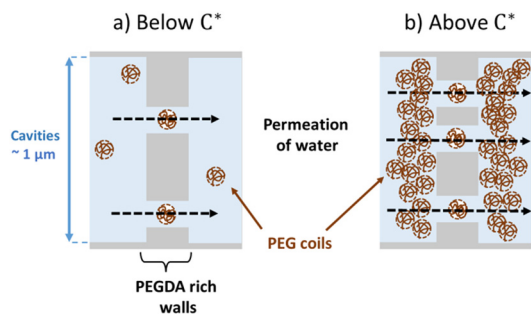 a) Below C*
b) Above C*
Cavities
~ 1 μm
Permeation
of water
PEG coils
PEGDA rich
walls